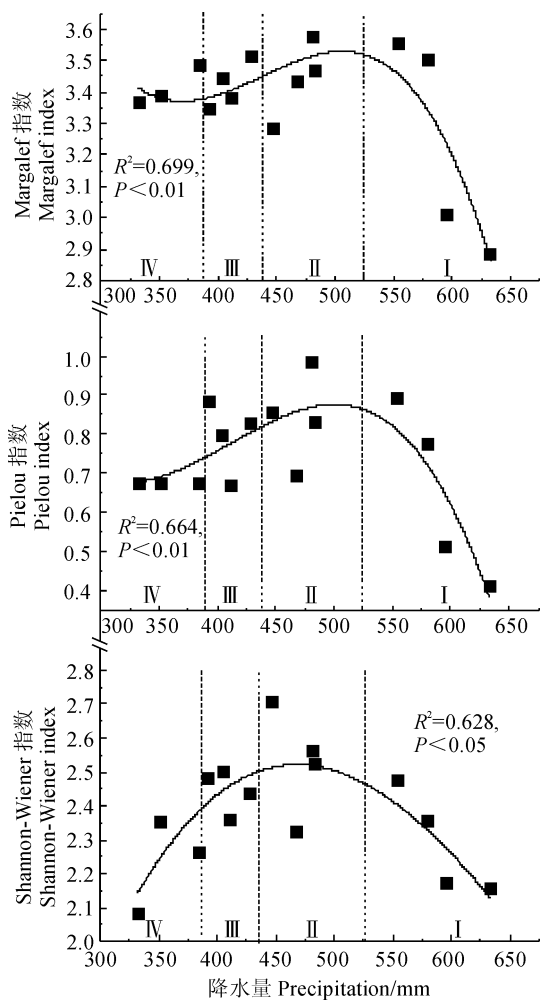 3.6
3.5
3.4
3.3
3.2
3.1
3.0
2.9
2.8
Margalef 指数
Margalef index
R²=0.699,
P<0.01
Ⅳ Ⅲ Ⅱ Ⅰ
300 350 400 450 500 550 600 650
1.0
0.9
0.8
0.7
0.6
0.5
0.4
Pielou 指数
Pielou index
R²=0.664,
P<0.01
Ⅳ Ⅲ Ⅱ Ⅰ
300 350 400 450 500 550 600 650
2.8
2.7
2.6
2.5
2.4
2.3
2.2
2.1
2.0
Shannon-Wiener 指数
Shannon-Wiener index
R²=0.628,
P<0.05
Ⅳ Ⅲ Ⅱ Ⅰ
300 350 400 450 500 550 600 650
降水量 Precipitation/mm